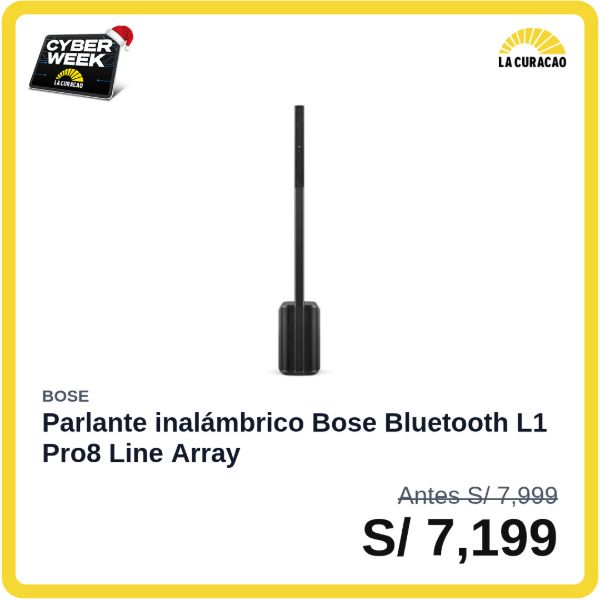 CYBER
WEEK
LA CURACAO
LA CURACAO
BOSE
Parlante inalámbrico Bose Bluetooth L1
Pro8 Line Array
Antes S/ 7,999
S/ 7,199